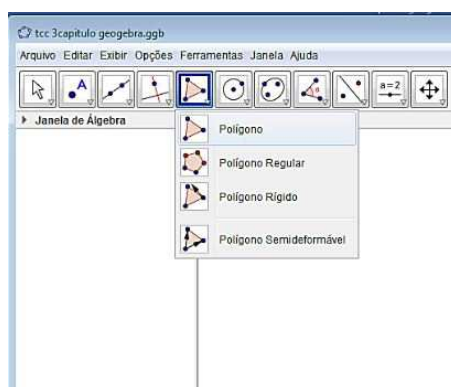 tcc 3capitulo geogebra.ggb
Arquivo Editar Exibir Opções Ferramentas Janela Ajuda
A
a=2
Janela de Álgebra
Polígono
Polígono Regular
Polígono Rígido
Polígono Semideformável